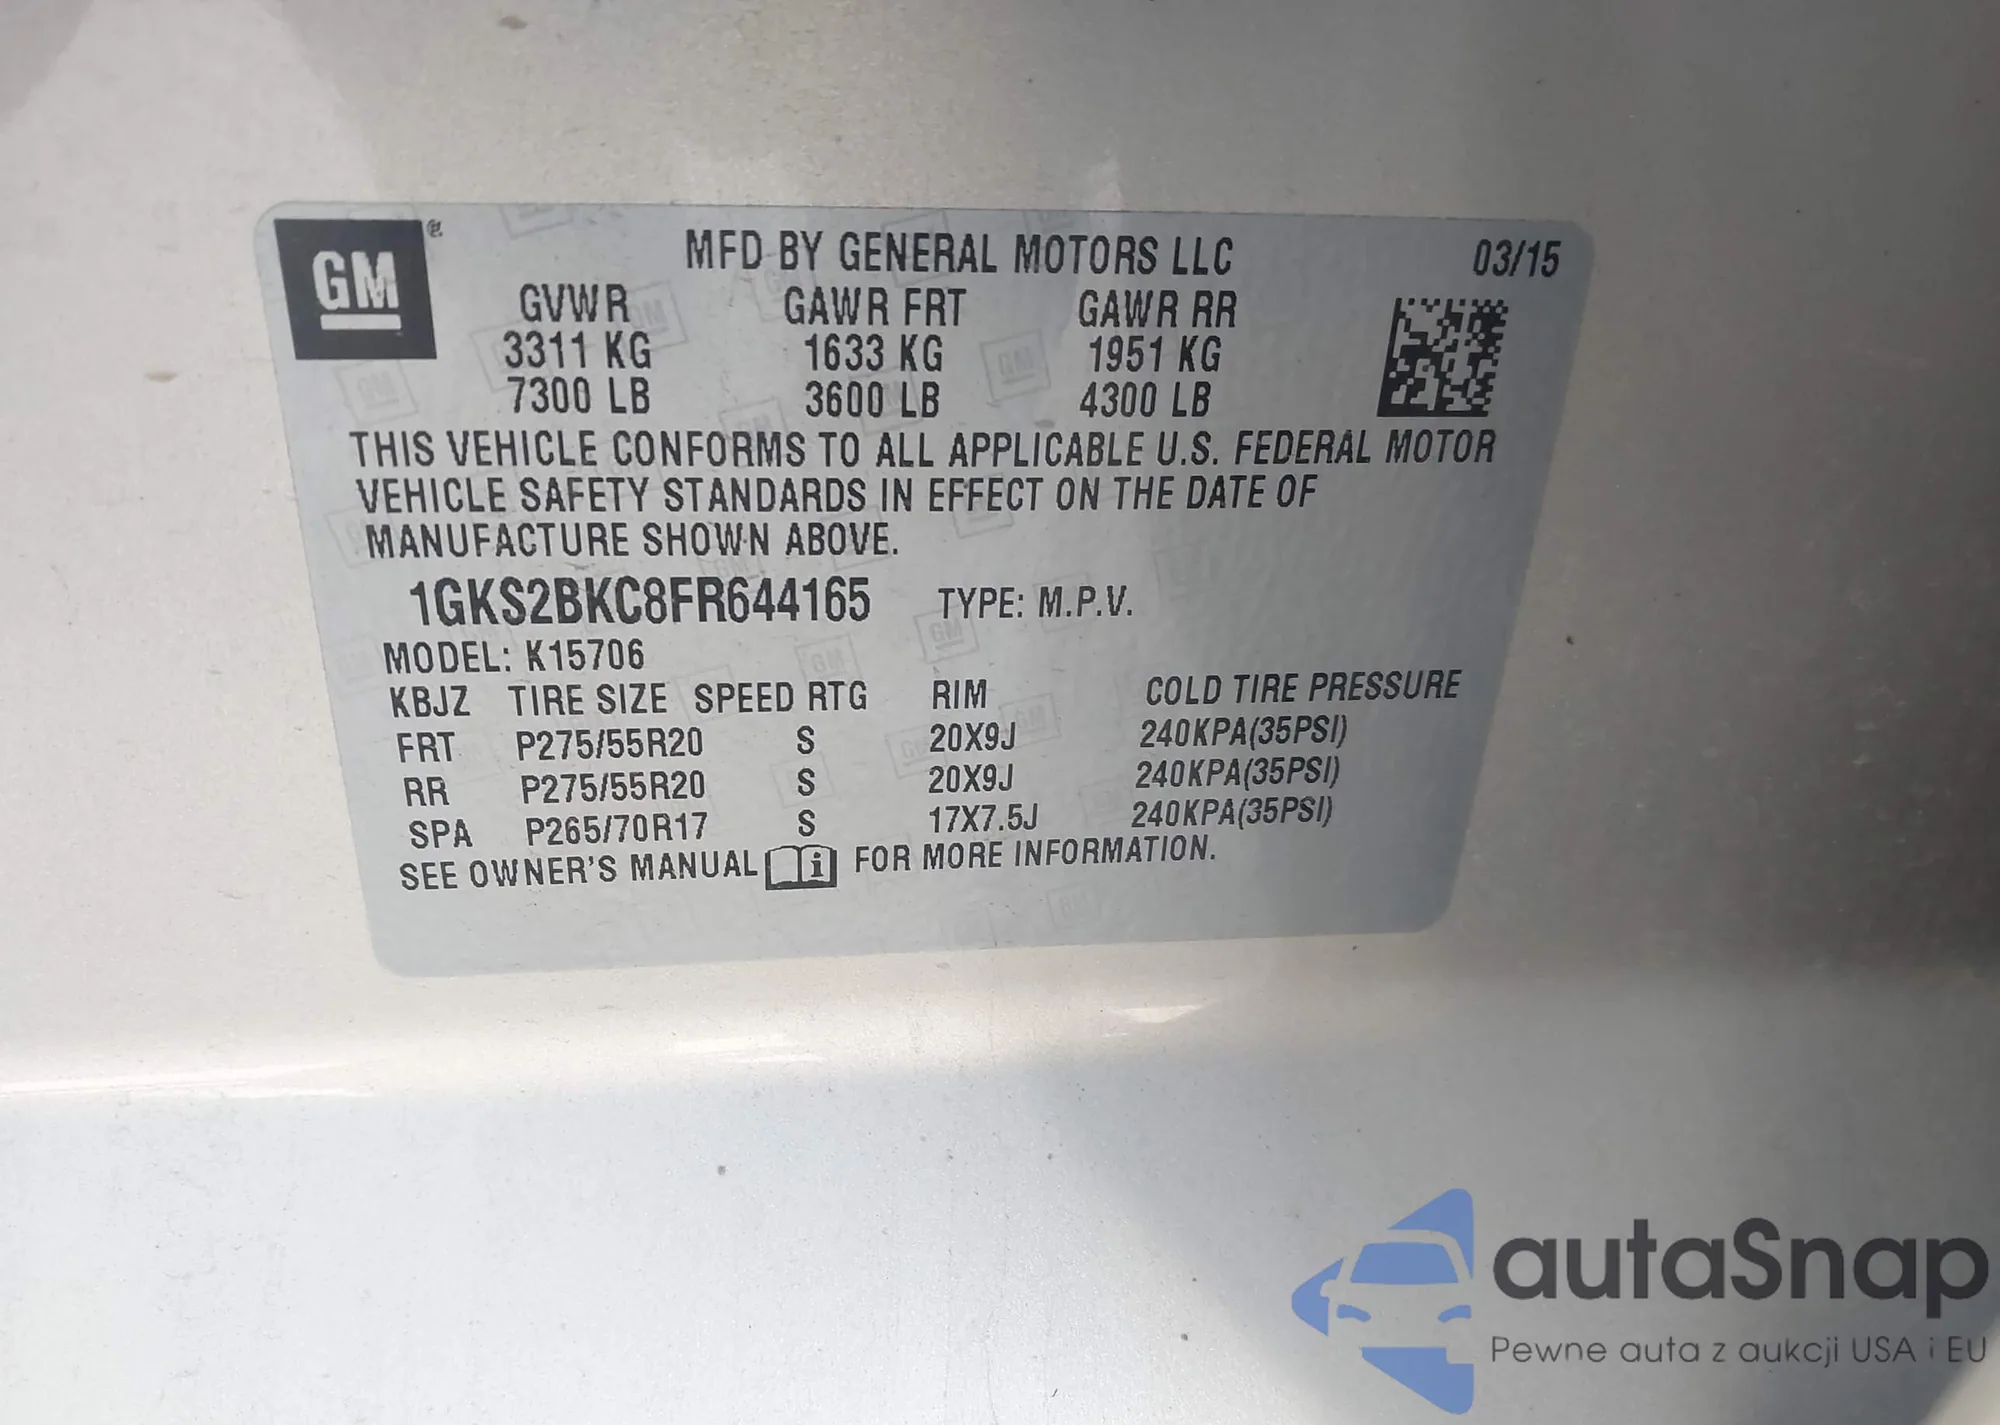 GM®
MFD BY GENERAL MOTORS LLC 03/15
GVWR GAWR FRT GAWR RR
3311 KG 1633 KG 1951 KG
7300 LB 3600 LB 4300 LB
THIS VEHICLE CONFORMS TO ALL APPLICABLE U.S. FEDERAL MOTOR
VEHICLE SAFETY STANDARDS IN EFFECT ON THE DATE OF
MANUFACTURE SHOWN ABOVE.
1GKS2BKC8FR644165 TYPE: M.P.V.
MODEL: K15706
KBJZ TIRE SIZE SPEED RTG RIM COLD TIRE PRESSURE
FRT P275/55R20 S 20X9J 240KPA(35PSI)
RR P275/55R20 S 20X9J 240KPA(35PSI)
SPA P265/70R17 S 17X7.5J 240KPA(35PSI)
SEE OWNER'S MANUAL i FOR MORE INFORMATION.
autaSnap
Pewne auta z aukcji USA i EU